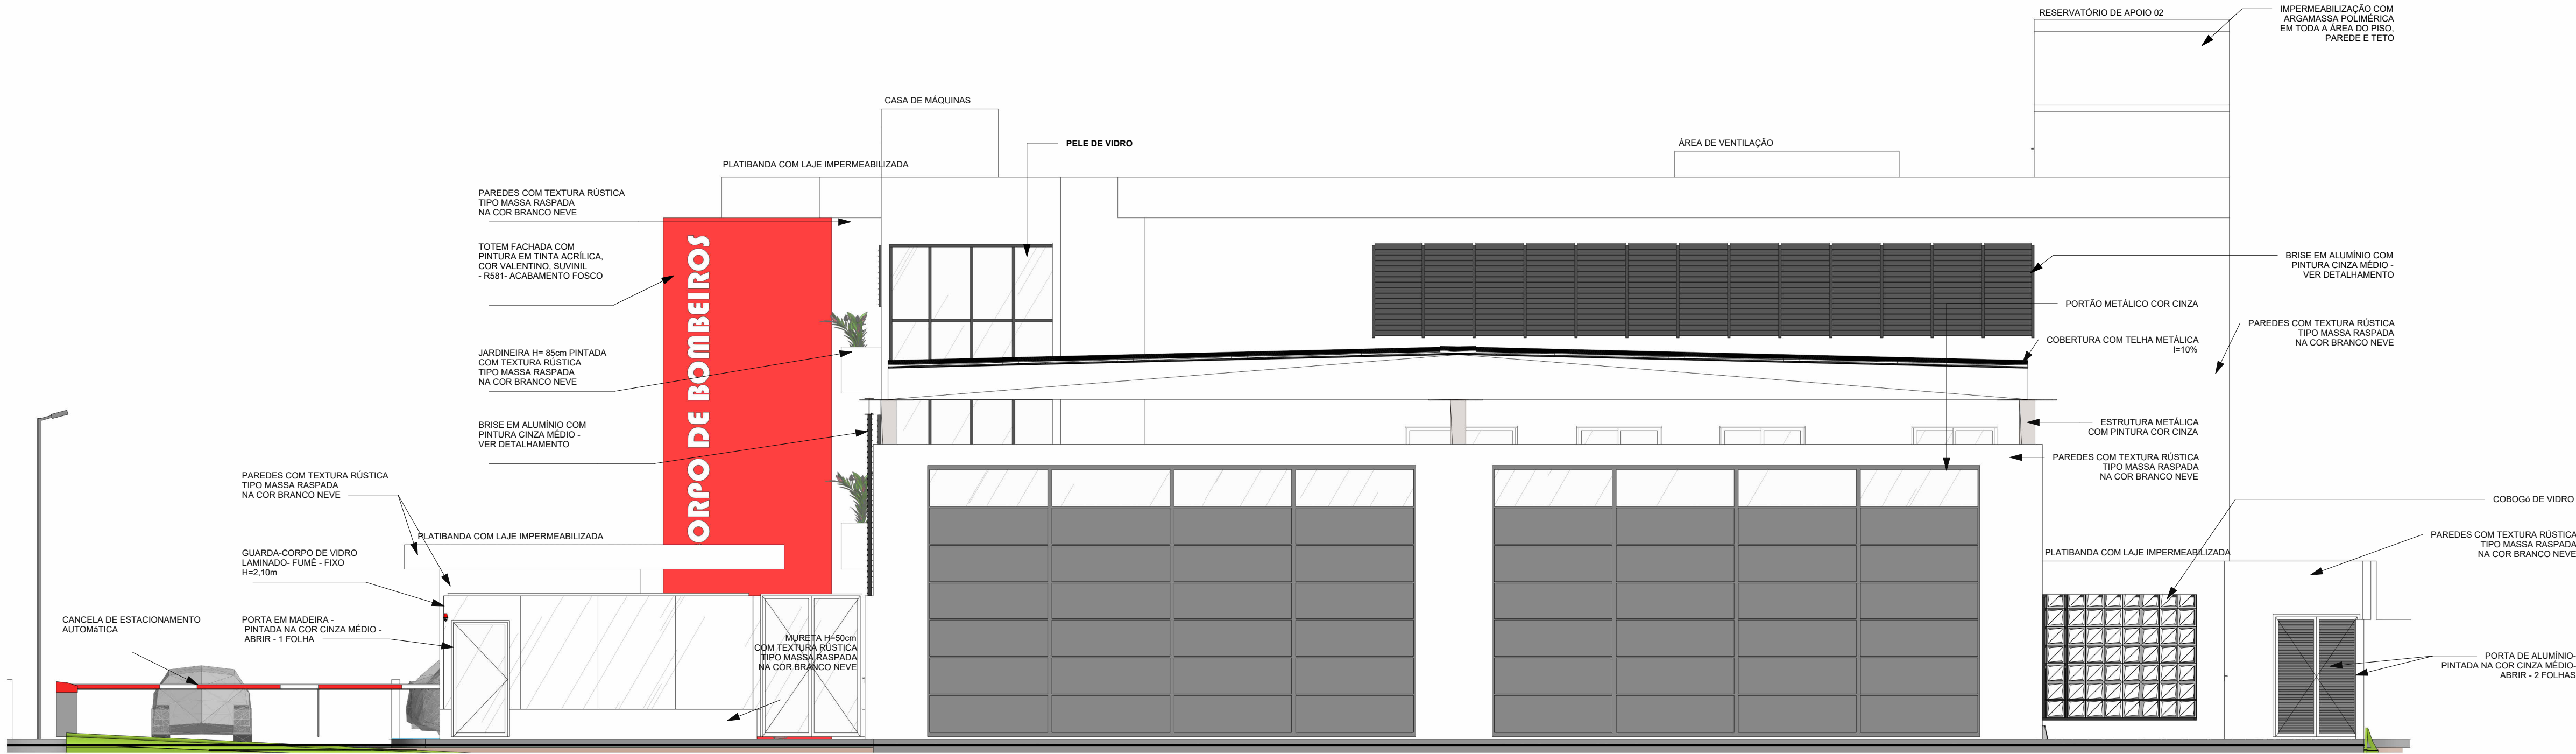 RESERVATÓRIO DE APOIO 02
IMPERMEABILIZAÇÃO COM
ARGAMASSA POLIMÉRICA
EM TODA A ÁREA DO PISO,
PAREDE E TETO
CASA DE MÁQUINAS
PELE DE VIDRO
ÁREA DE VENTILAÇÃO
PLATIBANDA COM LAJE IMPERMEABILIZADA
PAREDES COM TEXTURA RÚSTICA
TIPO MASSA RASPADA
NA COR BRANCO NEVE
TOTEM FACHADA COM
PINTURA EM TINTA ACRÍLICA,
COR VALENTINO, SUVINIL
- R581- ACABAMENTO FOSCO
ORPO DE BOMBEIROS
BRISE EM ALUMÍNIO COM
PINTURA CINZA MÉDIO -
VER DETALHAMENTO
PORTÃO METÁLICO COR CINZA
PAREDES COM TEXTURA RÚSTICA
TIPO MASSA RASPADA
NA COR BRANCO NEVE
COBERTURA COM TELHA METÁLICA
I=10%
JARDINEIRA H= 85cm PINTADA
COM TEXTURA RÚSTICA
TIPO MASSA RASPADA
NA COR BRANCO NEVE
BRISE EM ALUMÍNIO COM
PINTURA CINZA MÉDIO -
VER DETALHAMENTO
ESTRUTURA METÁLICA
COM PINTURA COR CINZA
PAREDES COM TEXTURA RÚSTICA
TIPO MASSA RASPADA
NA COR BRANCO NEVE
PAREDES COM TEXTURA RÚSTICA
TIPO MASSA RASPADA
NA COR BRANCO NEVE
COBOGó DE VIDRO
PLATIBANDA COM LAJE IMPERMEABILIZADA
PAREDES COM TEXTURA RÚSTICA
TIPO MASSA RASPADA
NA COR BRANCO NEVE
PLATIBANDA COM LAJE IMPERMEABILIZADA
GUARDA-CORPO DE VIDRO
LAMINADO- FUMÊ - FIXO
H=2,10m
CANCELA DE ESTACIONAMENTO
AUTOMáTICA
PORTA EM MADEIRA -
PINTADA NA COR CINZA MÉDIO -
ABRIR - 1 FOLHA
MURETA H=50cm
COM TEXTURA RÚSTICA
TIPO MASSA RASPADA
NA COR BRANCO NEVE
PORTA DE ALUMÍNIO-
PINTADA NA COR CINZA MÉDIO-
ABRIR - 2 FOLHAS